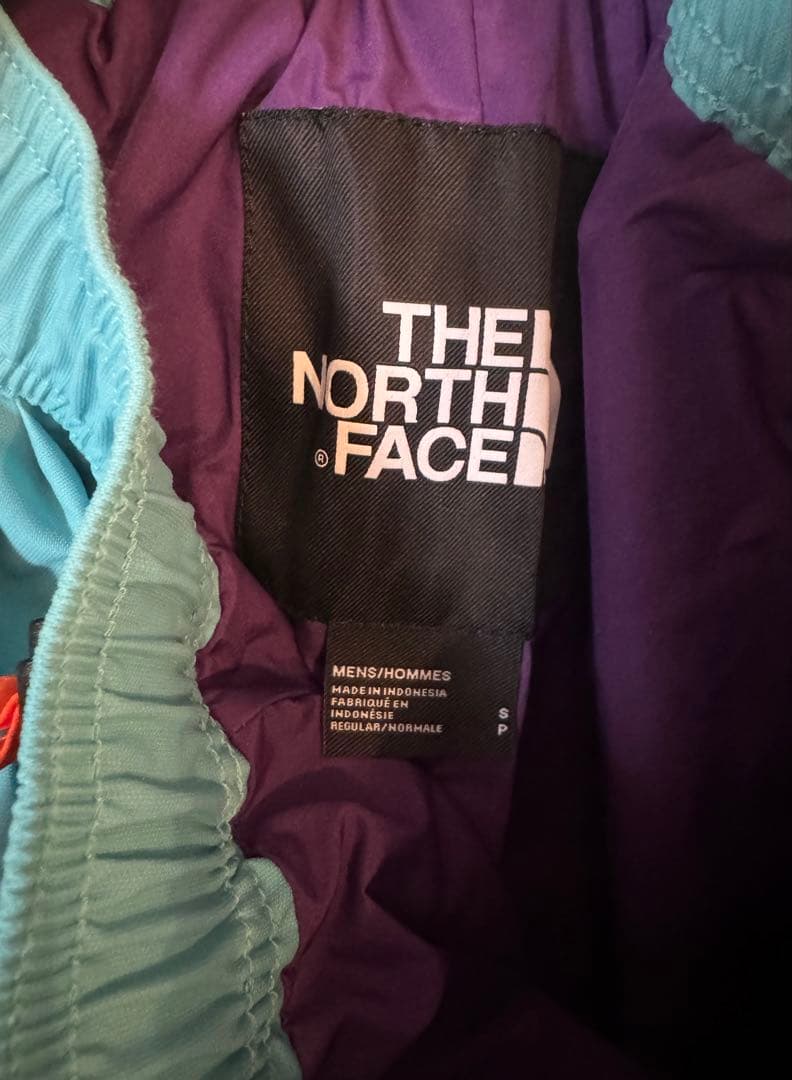 THE
NORTH
® FACE
MENS/HOMMES
MADE IN INDONESIA
FABRIQUÉ EN
INDONÉSIE
REGULAR/NORMALE
S
P